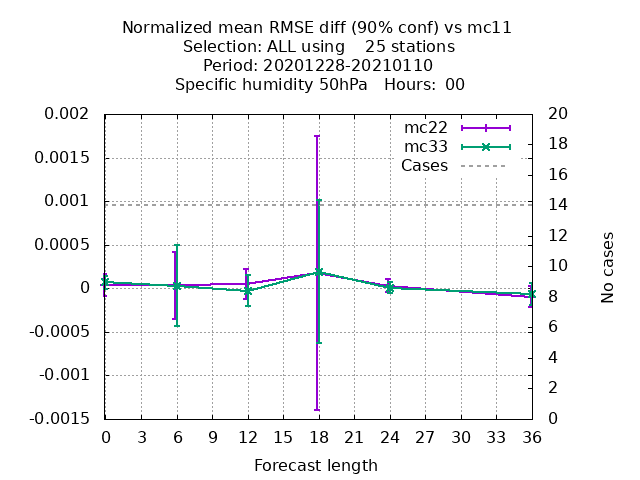 Normalized mean RMSE diff (90% conf) vs mc11
Selection: ALL using    25 stations
Period: 20201228-20210110
Specific humidity 50hPa   Hours:  00
0.002
0.0015
0.001
0.0005
0
-0.0005
-0.001
-0.0015
mc22
mc33
Cases
20
18
16
14
12
10
8
6
4
2
0
No cases
0 3 6 9 12 15 18 21 24 27 30 33 36
Forecast length